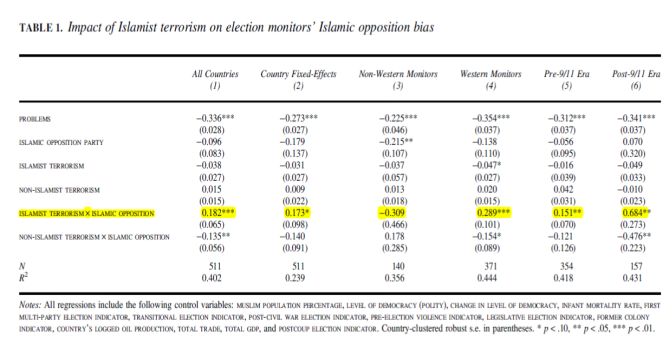 TABLE 1. Impact of Islamist terrorism on election monitors' Islamic opposition bias
All Countries Country Fixed-Effects Non-Western Monitors Western Monitors Pre-9/11 Era Post-9/11 Era
(1) (2) (3) (4) (5) (6)
PROBLEMS −0.336*** −0.273*** −0.225*** −0.354*** −0.312*** −0.341***
(0.028) (0.027) (0.046) (0.037) (0.037) (0.037)
ISLAMIC OPPOSITION PARTY −0.096 −0.179 −0.215** −0.138 −0.056 0.070
(0.083) (0.137) (0.107) (0.110) (0.095) (0.320)
ISLAMIST TERRORISM −0.038 −0.031 −0.037 −0.047* −0.016 −0.049
(0.027) (0.027) (0.057) (0.027) (0.039) (0.033)
NON-ISLAMIST TERRORISM 0.015 0.009 0.013 0.020 0.042 −0.010
(0.015) (0.022) (0.018) (0.015) (0.031) (0.023)
ISLAMIST TERRORISM × ISLAMIC OPPOSITION 0.182*** 0.173* −0.309 0.289*** 0.151** 0.684**
(0.065) (0.098) (0.466) (0.101) (0.070) (0.273)
NON-ISLAMIST TERRORISM × ISLAMIC OPPOSITION −0.135** −0.140 0.178 −0.154* −0.121 −0.476**
(0.056) (0.091) (0.285) (0.089) (0.126) (0.223)
N 511 511 140 371 354 157
R² 0.402 0.239 0.356 0.444 0.418 0.431
Notes: All regressions include the following control variables: MUSLIM POPULATION PERCENTAGE, LEVEL OF DEMOCRACY (POLITY), CHANGE IN LEVEL OF DEMOCRACY, INFANT MORTALITY RATE, FIRST
MULTI-PARTY ELECTION INDICATOR, TRANSITIONAL ELECTION INDICATOR, POST-CIVIL WAR ELECTION INDICATOR, PRE-ELECTION VIOLENCE INDICATOR, LEGISLATIVE ELECTION INDICATOR, FORMER COLONY
INDICATOR, COUNTRY'S LOGGED OIL PRODUCTION, TOTAL TRADE, TOTAL GDP, and POSTCOUP ELECTION INDICATOR. Country-clustered robust s.e. in parentheses. * p < .10, ** p < .05, *** p < .01.